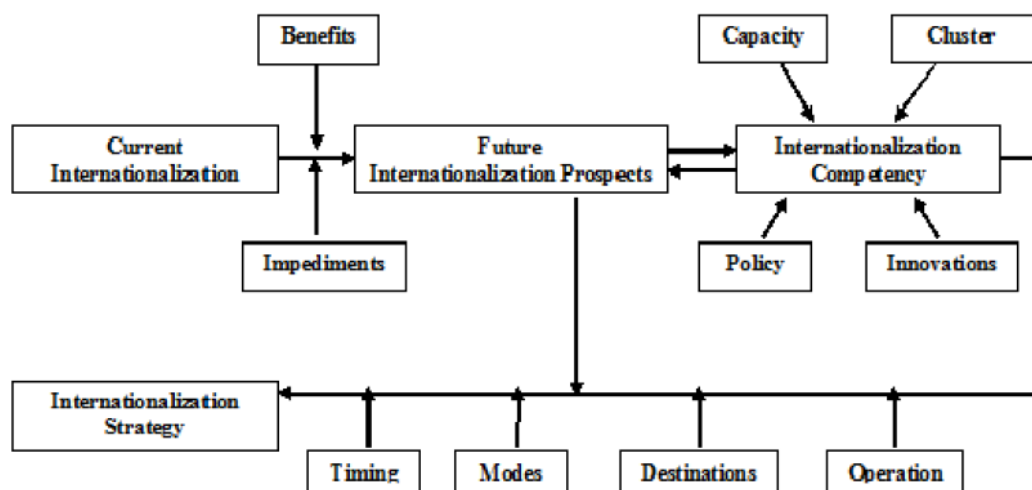 Benefits
Capacity
Cluster
Current
Internationalization
Future
Internationalization Prospects
Internationalization
Competency
Impediments
Policy
Innovations
Internationalization
Strategy
Timing
Modes
Destinations
Operation